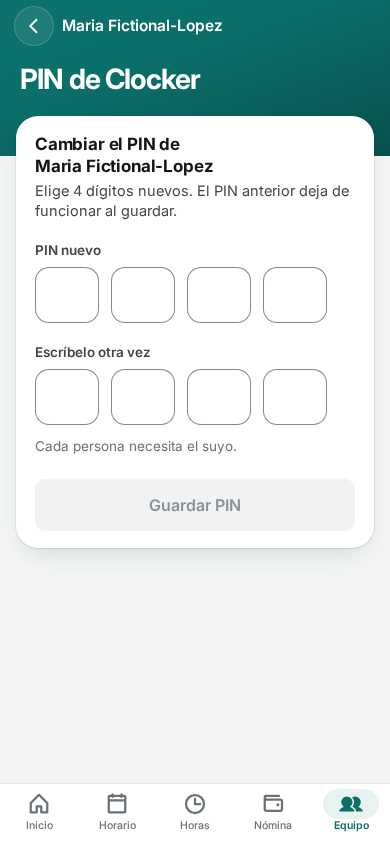 Maria Fictional-Lopez
PIN de Clocker
Cambiar el PIN de
Maria Fictional-Lopez
Elige 4 dígitos nuevos. El PIN anterior deja de
funcionar al guardar.
PIN nuevo
Escríbelo otra vez
Cada persona necesita el suyo.
Guardar PIN
Inicio
Horario
Horas
Nómina
Equipo